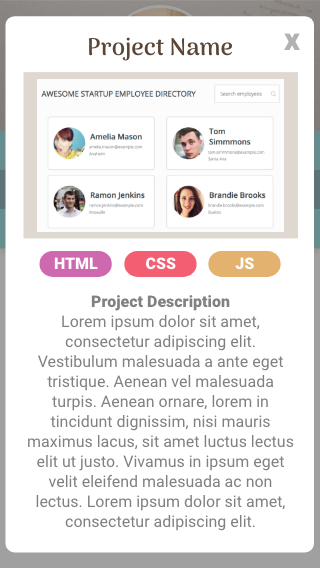 Project Name
X
AWESOME STARTUP EMPLOYEE DIRECTORY
Search employees
Amelia Mason
amelia.mason@example.com
Anaheim
Tom
Simmmons
tom.simmons@example.com
Santa Ana
Ramon Jenkins
ramon.jenkins@example.com
Knoxville
Brandie Brooks
brandie.brooks@example.com
HTML
CSS
JS
Project Description
Lorem ipsum dolor sit amet,
consectetur adipiscing elit.
Vestibulum malesuada a ante eget
tristique. Aenean vel malesuada
turpis. Aenean ornare, lorem in
tincidunt dignissim, nisi mauris
maximus lacus, sit amet luctus lectus
elit ut justo. Vivamus in ipsum eget
velit eleifend malesuada ac non
lectus. Lorem ipsum dolor sit amet,
consectetur adipiscing elit.